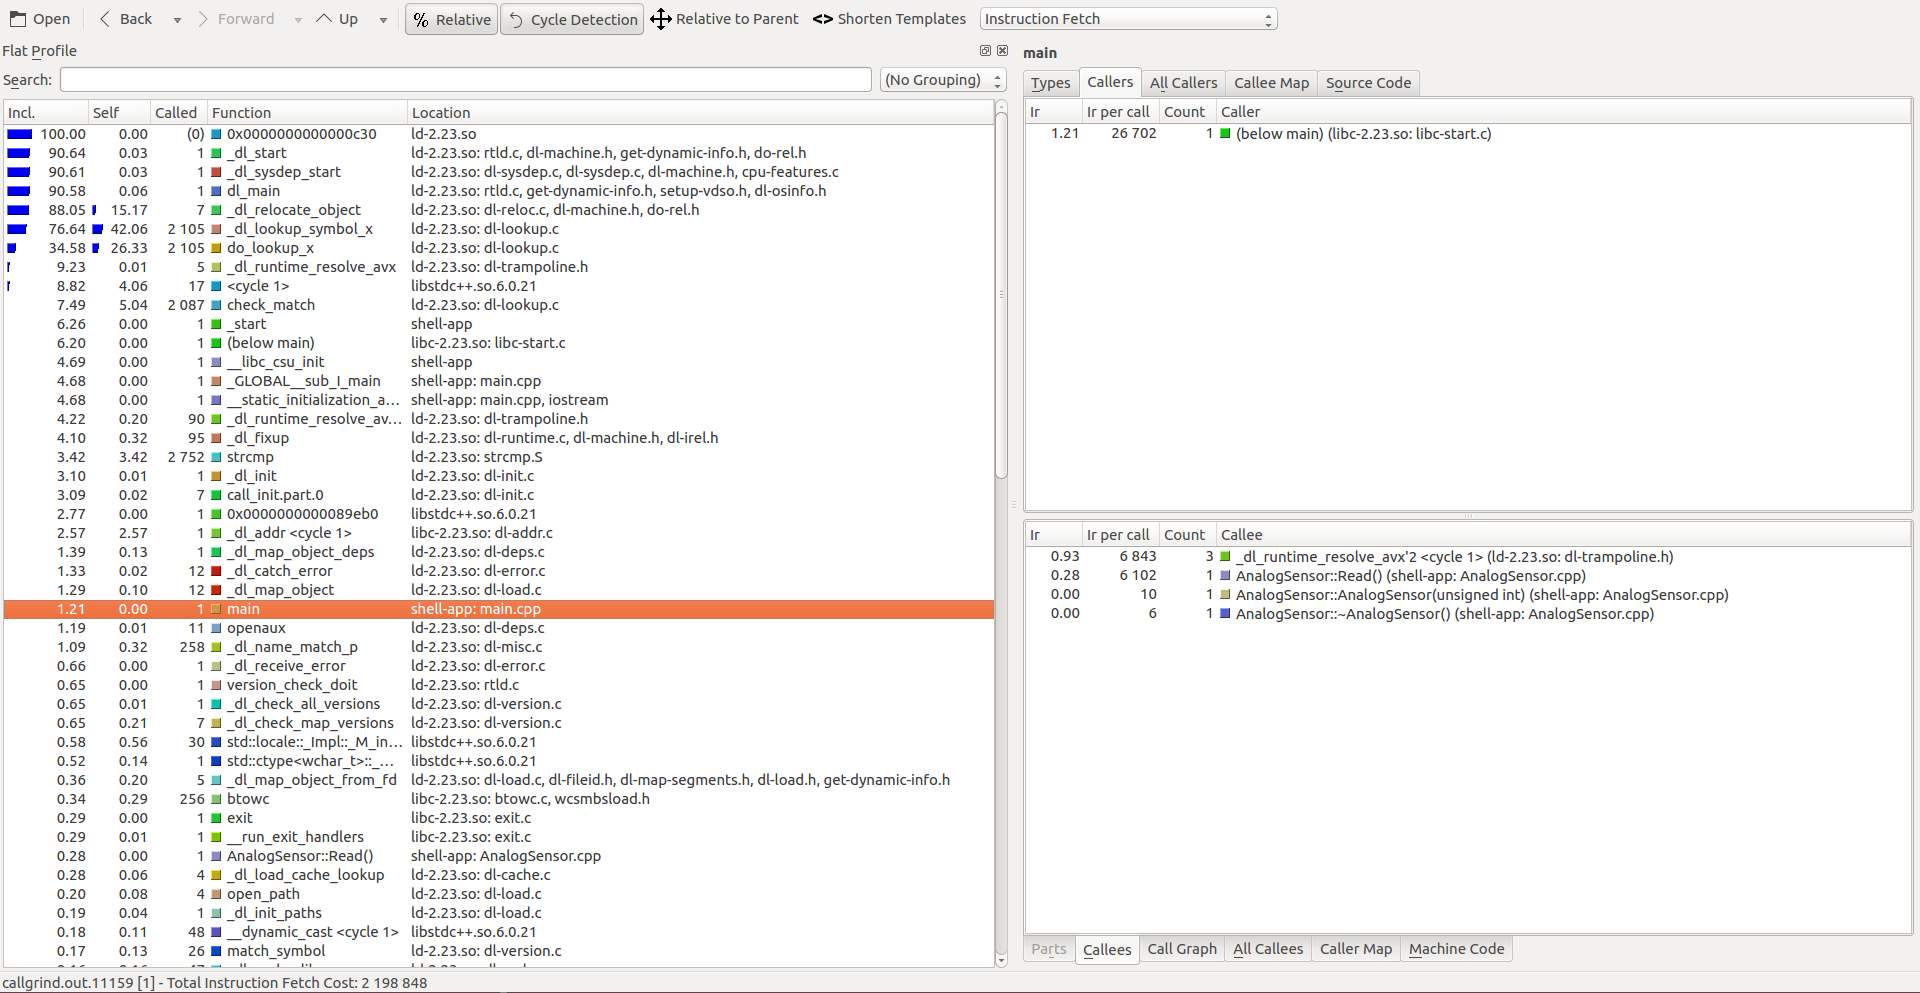 Open Back Forward Up % Relative Cycle Detection Relative to Parent <> Shorten Templates Instruction Fetch
Flat Profile
Search: (No Grouping)
Incl. Self Called Function Location
100.00 0.00 (0) 0x0000000000000c30 ld-2.23.so
90.64 0.03 1 _dl_start ld-2.23.so: rtld.c, dl-machine.h, get-dynamic-info.h, do-rel.h
90.61 0.03 1 _dl_sysdep_start ld-2.23.so: dl-sysdep.c, dl-sysdep.c, dl-machine.h, cpu-features.c
90.58 0.06 1 dl_main ld-2.23.so: rtld.c, get-dynamic-info.h, setup-vdso.h, dl-osinfo.h
88.05 15.17 7 _dl_relocate_object ld-2.23.so: dl-reloc.c, dl-machine.h, do-rel.h
76.64 42.06 2 105 _dl_lookup_symbol_x ld-2.23.so: dl-lookup.c
34.58 26.33 2 105 do_lookup_x ld-2.23.so: dl-lookup.c
9.23 0.01 5 _dl_runtime_resolve_avx ld-2.23.so: dl-trampoline.h
8.82 4.06 17 <cycle 1> libstdc++.so.6.0.21
7.49 5.04 2 087 check_match ld-2.23.so: dl-lookup.c
6.26 0.00 1 _start shell-app
6.20 0.00 1 (below main) libc-2.23.so: libc-start.c
4.69 0.00 1 __libc_csu_init shell-app
4.68 0.00 1 _GLOBAL__sub_I_main shell-app: main.cpp
4.68 0.00 1 __static_initialization_a... shell-app: main.cpp, iostream
4.22 0.20 90 _dl_runtime_resolve_av... ld-2.23.so: dl-trampoline.h
4.10 0.32 95 _dl_fixup ld-2.23.so: dl-runtime.c, dl-machine.h, dl-irel.h
3.42 3.42 2 752 strcmp ld-2.23.so: strcmp.S
3.10 0.01 1 _dl_init ld-2.23.so: dl-init.c
3.09 0.02 7 call_init.part.0 ld-2.23.so: dl-init.c
2.77 0.00 1 0x0000000000089eb0 libstdc++.so.6.0.21
2.57 2.57 1 _dl_addr <cycle 1> libc-2.23.so: dl-addr.c
1.39 0.13 1 _dl_map_object_deps ld-2.23.so: dl-deps.c
1.33 0.02 12 _dl_catch_error ld-2.23.so: dl-error.c
1.29 0.10 12 _dl_map_object ld-2.23.so: dl-load.c
1.21 0.00 1 main shell-app: main.cpp
1.19 0.01 11 openaux ld-2.23.so: dl-deps.c
1.09 0.32 258 _dl_name_match_p ld-2.23.so: dl-misc.c
0.66 0.00 1 _dl_receive_error ld-2.23.so: dl-error.c
0.65 0.00 1 version_check_doit ld-2.23.so: rtld.c
0.65 0.01 1 _dl_check_all_versions ld-2.23.so: dl-version.c
0.65 0.21 7 _dl_check_map_versions ld-2.23.so: dl-version.c
0.58 0.56 30 std::locale::_Impl::_M_in... libstdc++.so.6.0.21
0.52 0.14 1 std::ctype<wchar_t>::_... libstdc++.so.6.0.21
0.36 0.20 5 _dl_map_object_from_fd ld-2.23.so: dl-load.c, dl-fileid.h, dl-map-segments.h, dl-load.h, get-dynamic-info.h
0.34 0.29 256 btowc libc-2.23.so: btowc.c, wcsmbsload.h
0.29 0.00 1 exit libc-2.23.so: exit.c
0.29 0.01 1 __run_exit_handlers libc-2.23.so: exit.c
0.28 0.00 1 AnalogSensor::Read() shell-app: AnalogSensor.cpp
0.28 0.06 4 _dl_load_cache_lookup ld-2.23.so: dl-cache.c
0.20 0.08 4 open_path ld-2.23.so: dl-load.c
0.19 0.04 1 _dl_init_paths ld-2.23.so: dl-load.c
0.18 0.11 48 __dynamic_cast <cycle 1> libstdc++.so.6.0.21
0.17 0.13 26 match_symbol ld-2.23.so: dl-version.c
callgrind.out.11159 [1] - Total Instruction Fetch Cost: 2 198 848
main
Types Callers All Callers Callee Map Source Code
Ir Ir per call Count Caller
1.21 26 702 1 (below main) (libc-2.23.so: libc-start.c)
Ir Ir per call Count Callee
0.93 6 843 3 _dl_runtime_resolve_avx'2 <cycle 1> (ld-2.23.so: dl-trampoline.h)
0.28 6 102 1 AnalogSensor::Read() (shell-app: AnalogSensor.cpp)
0.00 10 1 AnalogSensor::AnalogSensor(unsigned int) (shell-app: AnalogSensor.cpp)
0.00 6 1 AnalogSensor::~AnalogSensor() (shell-app: AnalogSensor.cpp)
Parts Callees Call Graph All Callees Caller Map Machine Code